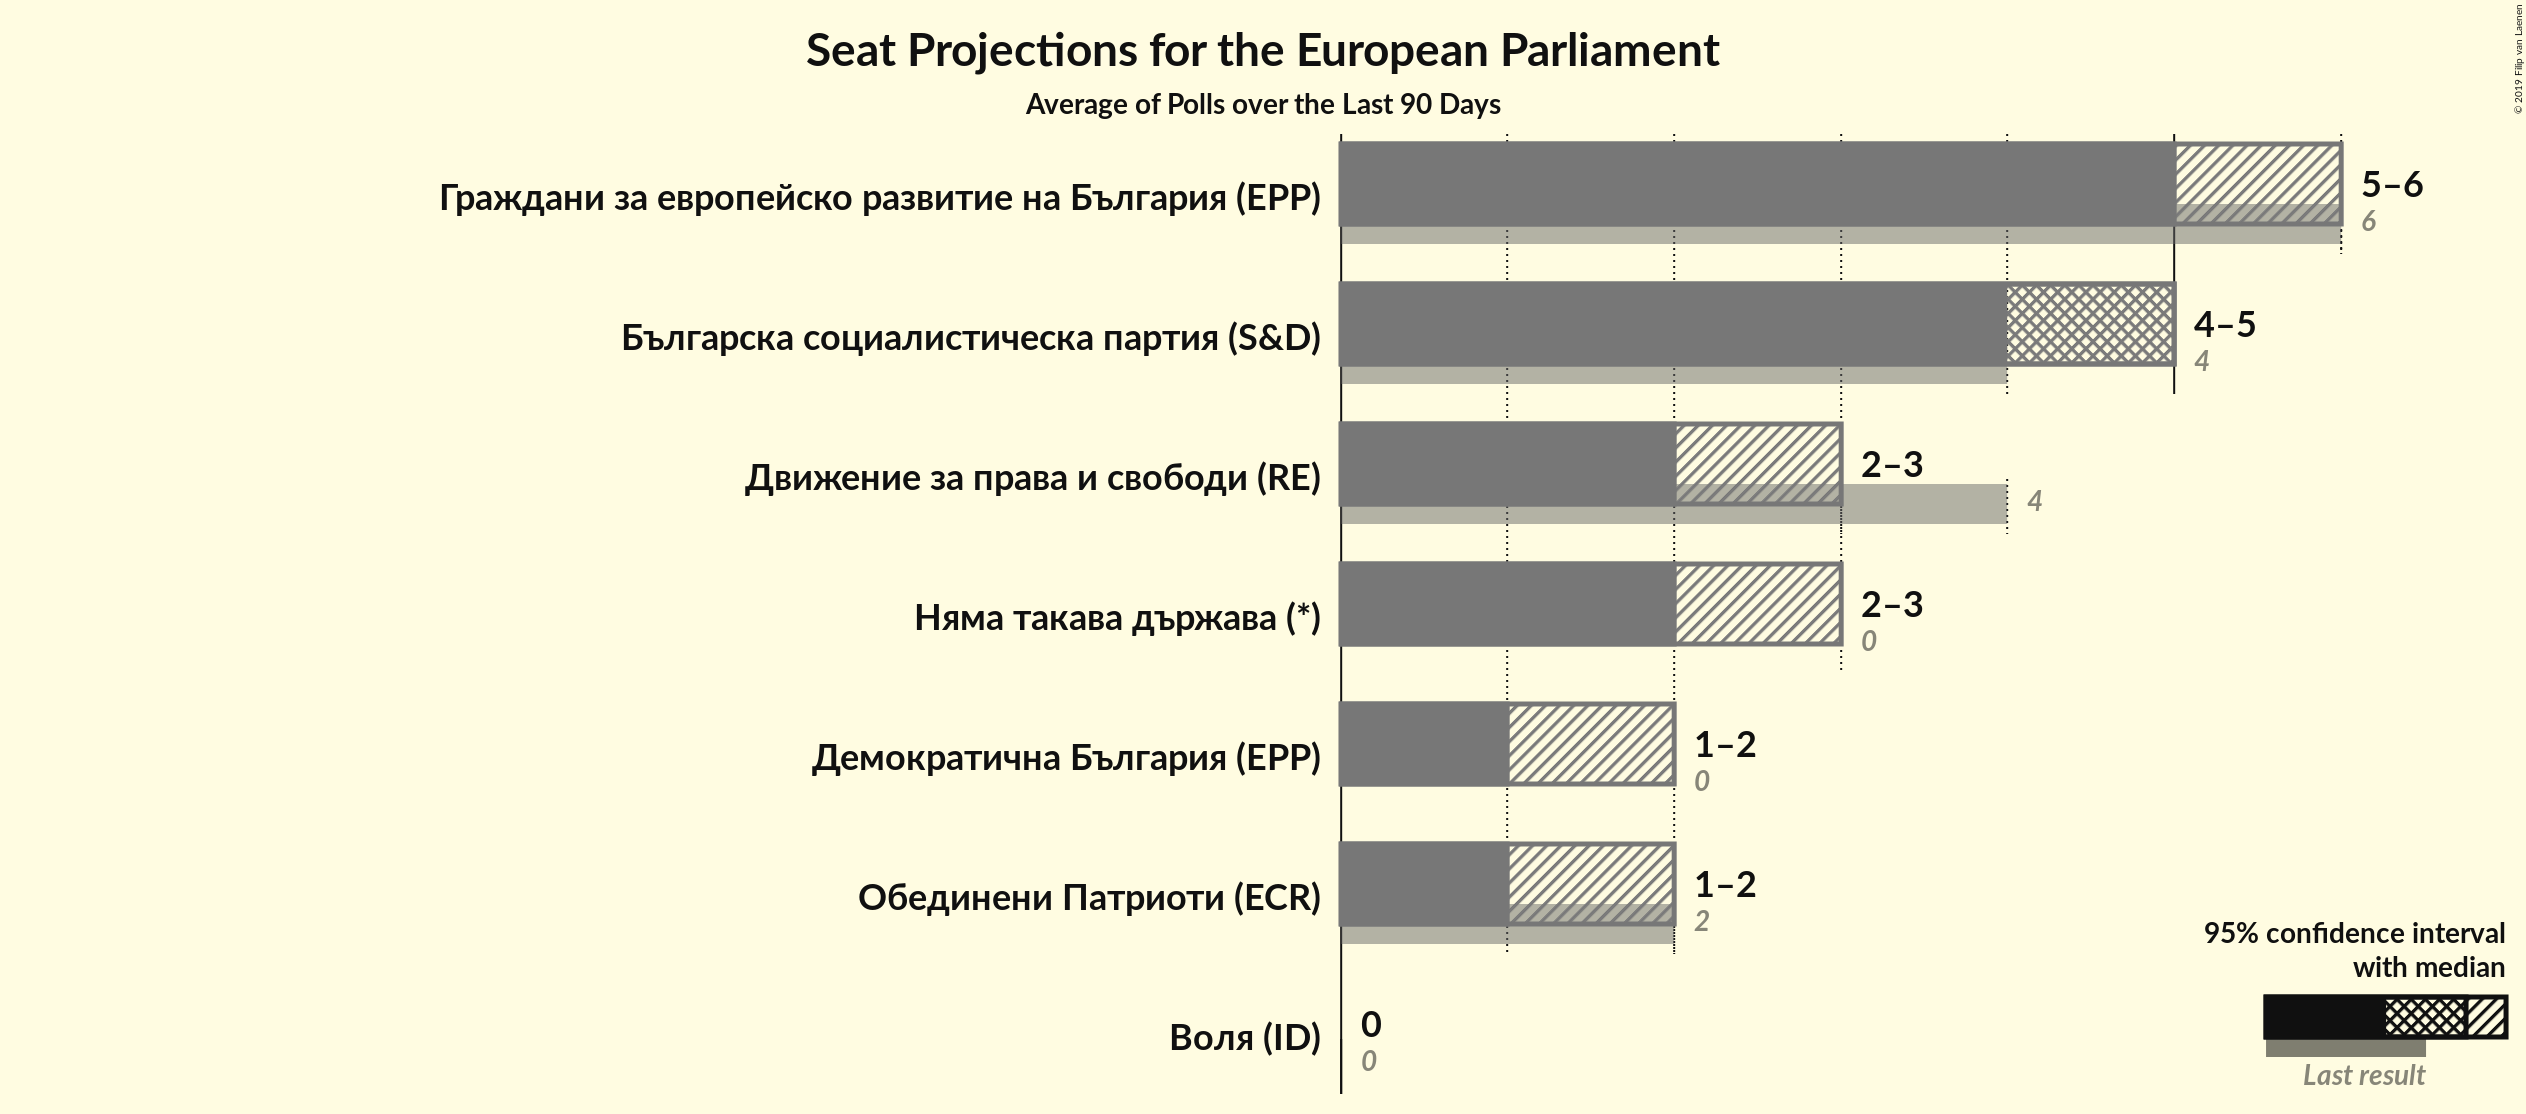 Seat Projections for the European Parliament
Average of Polls over the Last 90 Days
© 2019 Filip van Laenen
Граждани за европейско развитие на България (EPP)
5–6
6
Българска социалистическа партия (S&D)
4–5
4
Движение за права и свободи (RE)
2–3
4
Няма такава държава (*)
2–3
0
Демократична България (EPP)
1–2
0
Обединени Патриоти (ECR)
1–2
2
Воля (ID)
0
0
95% confidence interval
with median
Last result